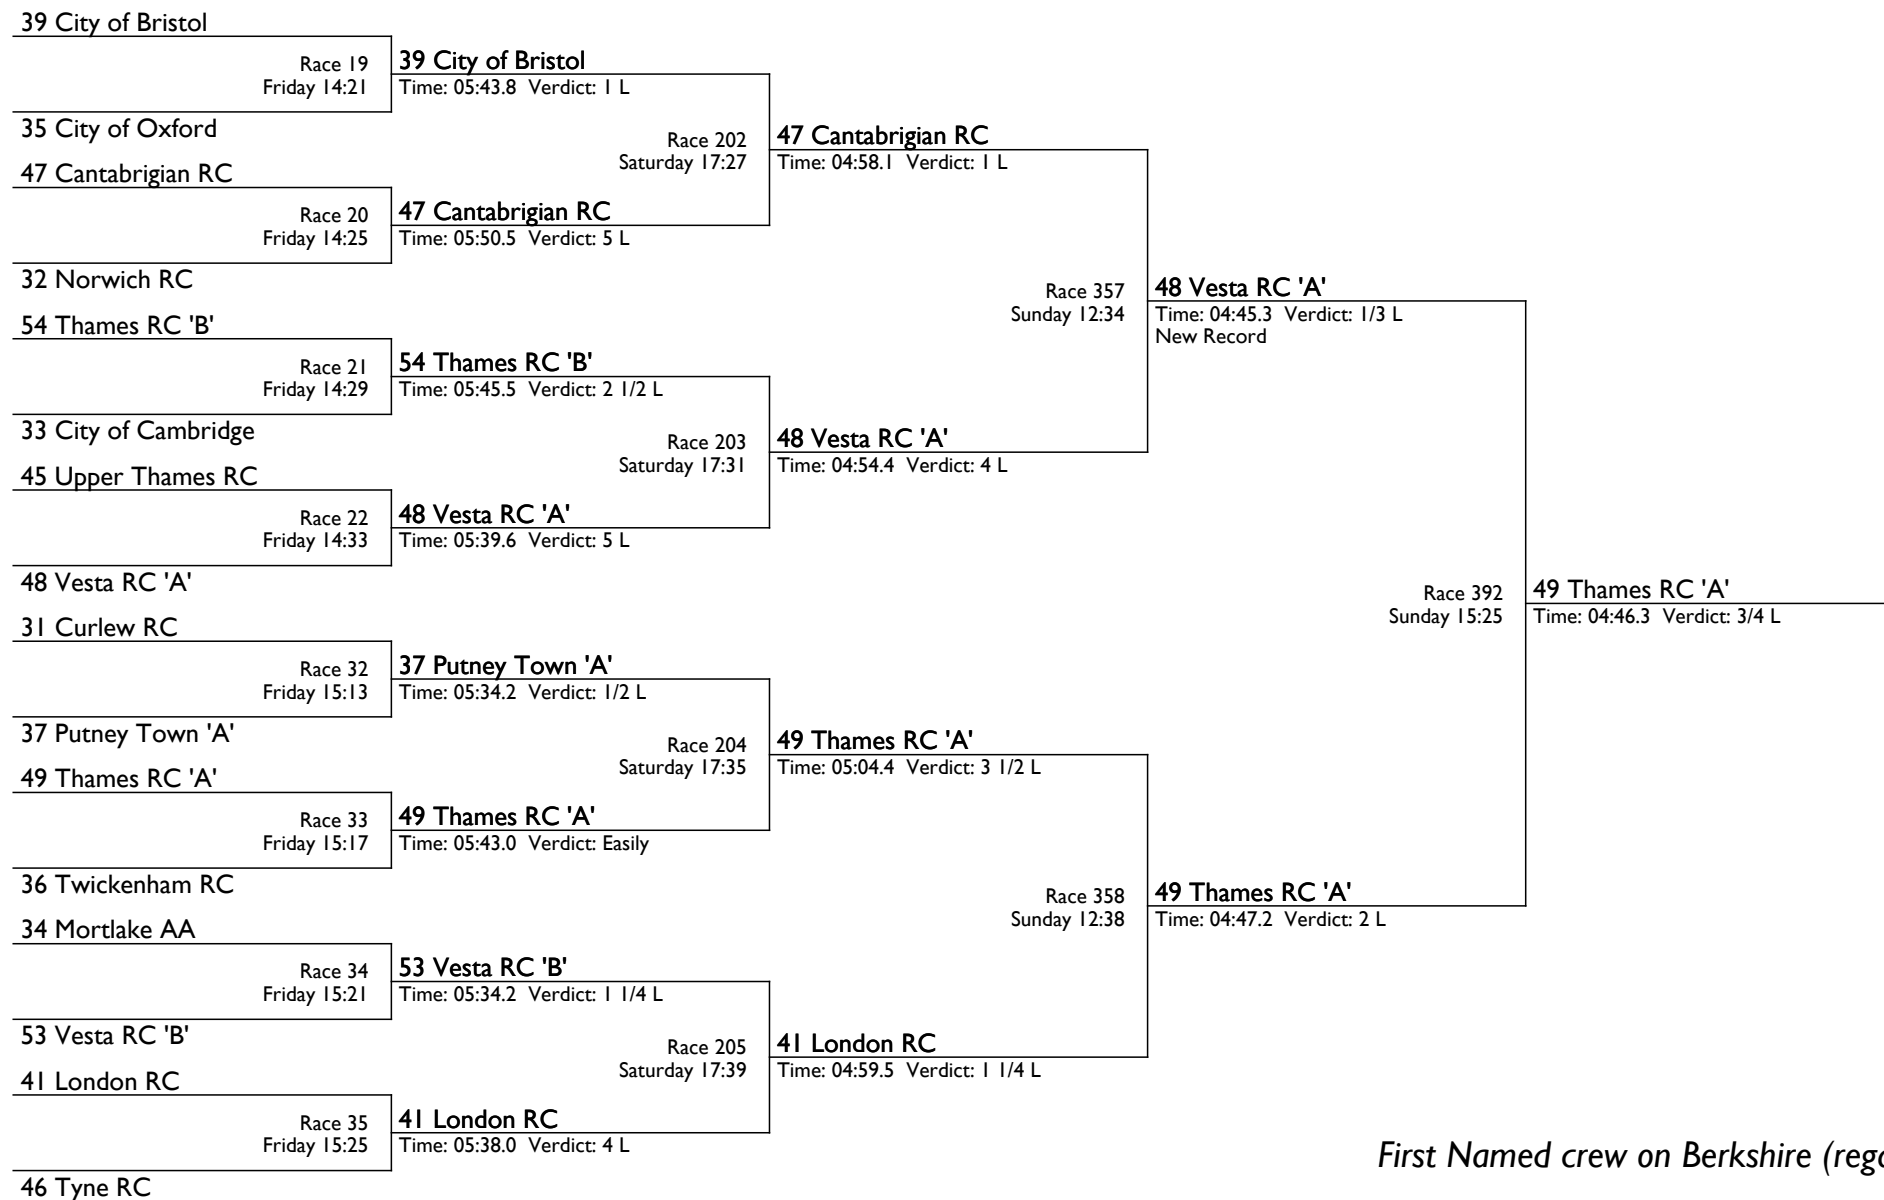 39 City of Bristol
Race 19
Friday 14:21
35 City of Oxford
47 Cantabrigian RC
Race 20
Friday 14:25
32 Norwich RC
54 Thames RC 'B'
Race 21
Friday 14:29
33 City of Cambridge
45 Upper Thames RC
Race 22
Friday 14:33
48 Vesta RC 'A'
31 Curlew RC
Race 32
Friday 15:13
37 Putney Town 'A'
49 Thames RC 'A'
Race 33
Friday 15:17
36 Twickenham RC
34 Mortlake AA
Race 34
Friday 15:21
53 Vesta RC 'B'
41 London RC
Race 35
Friday 15:25
46 Tyne RC
39 City of Bristol
Time: 05:43.8 Verdict: 1 L
Race 202
Saturday 17:27
47 Cantabrigian RC
Time: 05:50.5 Verdict: 5 L
54 Thames RC 'B'
Time: 05:45.5 Verdict: 2 1/2 L
Race 203
Saturday 17:31
48 Vesta RC 'A'
Time: 05:39.6 Verdict: 5 L
37 Putney Town 'A'
Time: 05:34.2 Verdict: 1/2 L
Race 204
Saturday 17:35
49 Thames RC 'A'
Time: 05:43.0 Verdict: Easily
53 Vesta RC 'B'
Time: 05:34.2 Verdict: 1 1/4 L
Race 205
Saturday 17:39
41 London RC
Time: 05:38.0 Verdict: 4 L
47 Cantabrigian RC
Time: 04:58.1 Verdict: 1 L
Race 357
Sunday 12:34
48 Vesta RC 'A'
Time: 04:54.4 Verdict: 4 L
49 Thames RC 'A'
Time: 05:04.4 Verdict: 3 1/2 L
Race 358
Sunday 12:38
41 London RC
Time: 04:59.5 Verdict: 1 1/4 L
48 Vesta RC 'A'
Time: 04:45.3 Verdict: 1/3 L
New Record
Race 392
Sunday 15:25
49 Thames RC 'A'
Time: 04:47.2 Verdict: 2 L
49 Thames RC 'A'
Time: 04:46.3 Verdict: 3/4 L
First Named crew on Berkshire